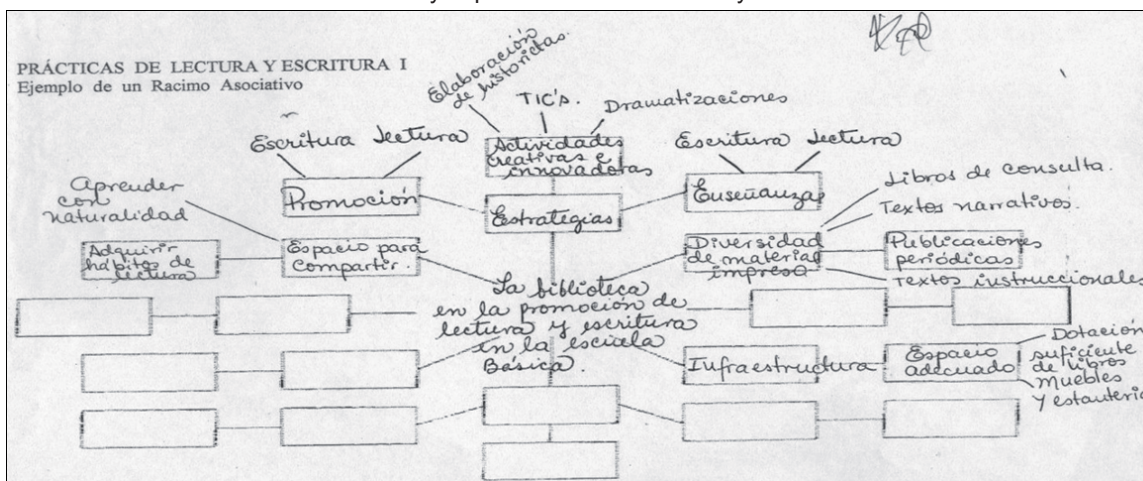 PRÁCTICAS DE LECTURA Y ESCRITURA I
Ejemplo de un Racimo Asociativo
Elaboración
de historietas.
TIC'S.
Dramatizaciones
Escritura
lectura
Actividades
creativas e
innovadoras
Escritura
lectura
Promoción
Estrategias
Enseñanza
Aprender
con
naturalidad
Libros de consulta.
Textos narrativos.
Adquirir
hábitos de
lectura
Espacio para
compartir.
Diversidad
de material
impreso
Publicaciones
periódicas
Textos instruccionales
La biblioteca
en la promoción de
lectura y escritura
en la escuela
Básica.
Infraestructura
Espacio
adecuado
Dotación
suficiente
de libros
Muebles
Y estantería